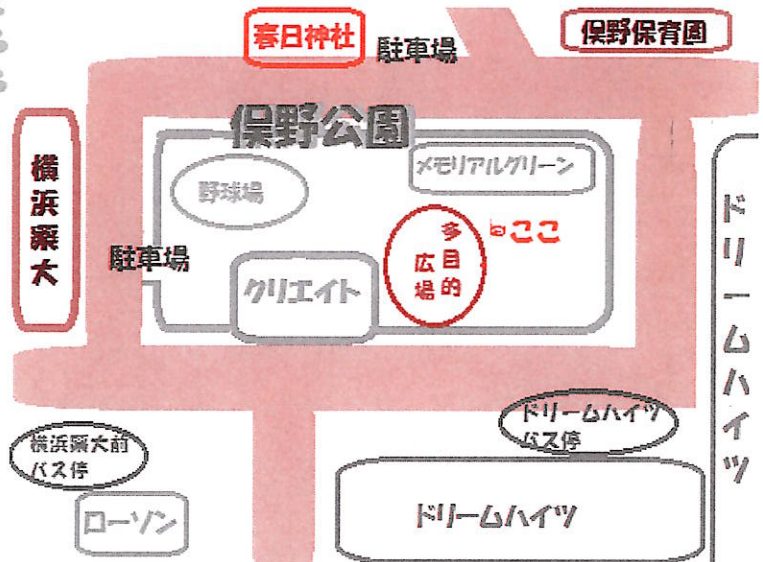 春日神社
駐車場
俣野保育園
俣野公園
横浜薬大
野球場
メモリアルグリーン
多目的
広場
ここ
駐車場
クリエイト
ドリームハイツ
ドリームハイツ
バス停
横浜薬大前
バス停
ローソン
ドリームハイツ